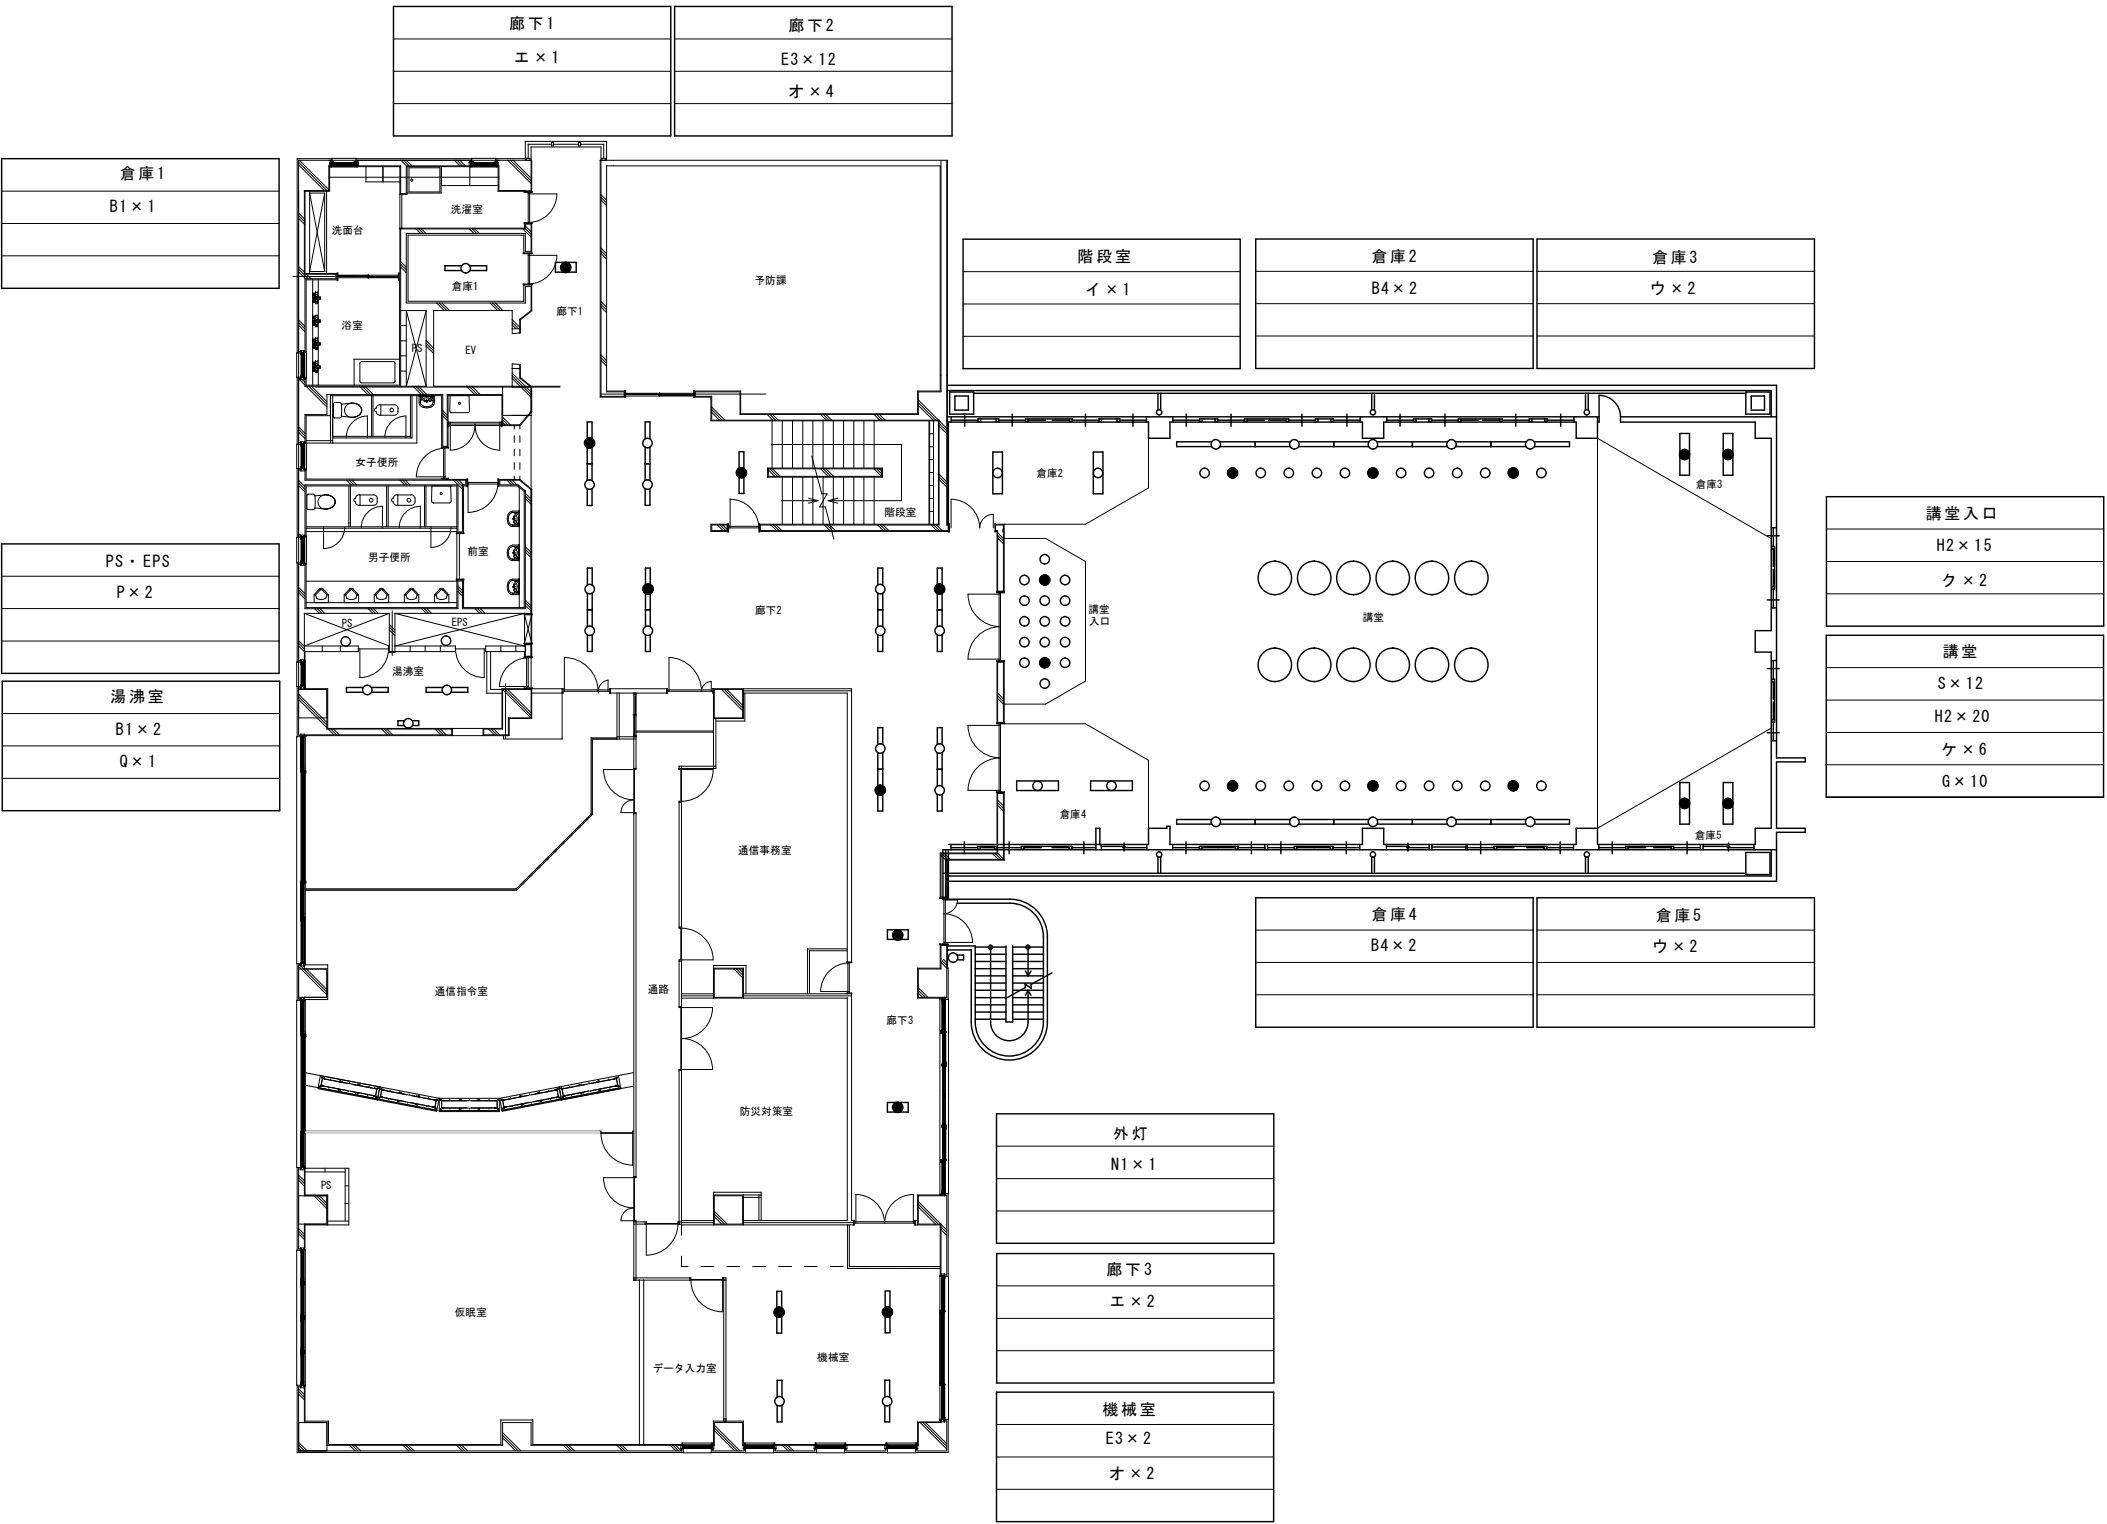 廊下1
エ×1
廊下2
E3×12
オ×4
倉庫1
B1×1
階段室
イ×1
倉庫2
B4×2
倉庫3
ウ×2
PS・EPS
P×2
湯沸室
B1×2
Q×1
講堂入口
H2×15
ク×2
講堂
S×12
H2×20
ケ×6
G×10
倉庫4
B4×2
倉庫5
ウ×2
外灯
N1×1
廊下3
エ×2
機械室
E3×2
オ×2
洗濯室
洗面台
倉庫1
予防課
廊下1
浴室
PS
EV
女子便所
階段室
倉庫2
倉庫3
男子便所
前室
廊下2
講堂
入口
講堂
PS
EPS
湯沸室
倉庫4
倉庫5
通信事務室
通信指令室
通路
廊下3
防災対策室
PS
仮眠室
データ入力室
機械室